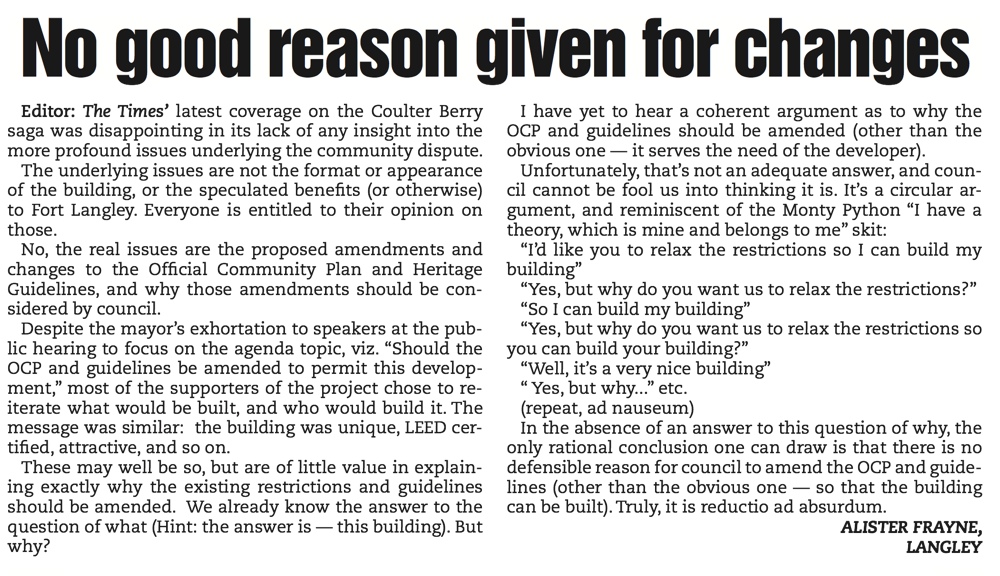 No good reason given for changes
Editor: The Times' latest coverage on the Coulter Berry
saga was disappointing in its lack of any insight into the
more profound issues underlying the community dispute.
The underlying issues are not the format or appearance
of the building, or the speculated benefits (or otherwise)
to Fort Langley. Everyone is entitled to their opinion on
those.
No, the real issues are the proposed amendments and
changes to the Official Community Plan and Heritage
Guidelines, and why those amendments should be con-
sidered by council.
Despite the mayor's exhortation to speakers at the pub-
lic hearing to focus on the agenda topic, viz. “Should the
OCP and guidelines be amended to permit this develop-
ment,” most of the supporters of the project chose to re-
iterate what would be built, and who would build it. The
message was similar:  the building was unique, LEED cer-
tified, attractive, and so on.
These may well be so, but are of little value in explain-
ing exactly why the existing restrictions and guidelines
should be amended.  We already know the answer to the
question of what (Hint: the answer is — this building). But
why?
I have yet to hear a coherent argument as to why the
OCP and guidelines should be amended (other than the
obvious one — it serves the need of the developer).
Unfortunately, that's not an adequate answer, and coun-
cil cannot be fool us into thinking it is. It's a circular ar-
gument, and reminiscent of the Monty Python “I have a
theory, which is mine and belongs to me” skit:
“I'd like you to relax the restrictions so I can build my
building”
“Yes, but why do you want us to relax the restrictions?”
“So I can build my building”
“Yes, but why do you want us to relax the restrictions so
you can build your building?”
“Well, it's a very nice building”
“ Yes, but why...” etc.
(repeat, ad nauseum)
In the absence of an answer to this question of why, the
only rational conclusion one can draw is that there is no
defensible reason for council to amend the OCP and guide-
lines (other than the obvious one — so that the building
can be built). Truly, it is reductio ad absurdum.
ALISTER FRAYNE,
LANGLEY